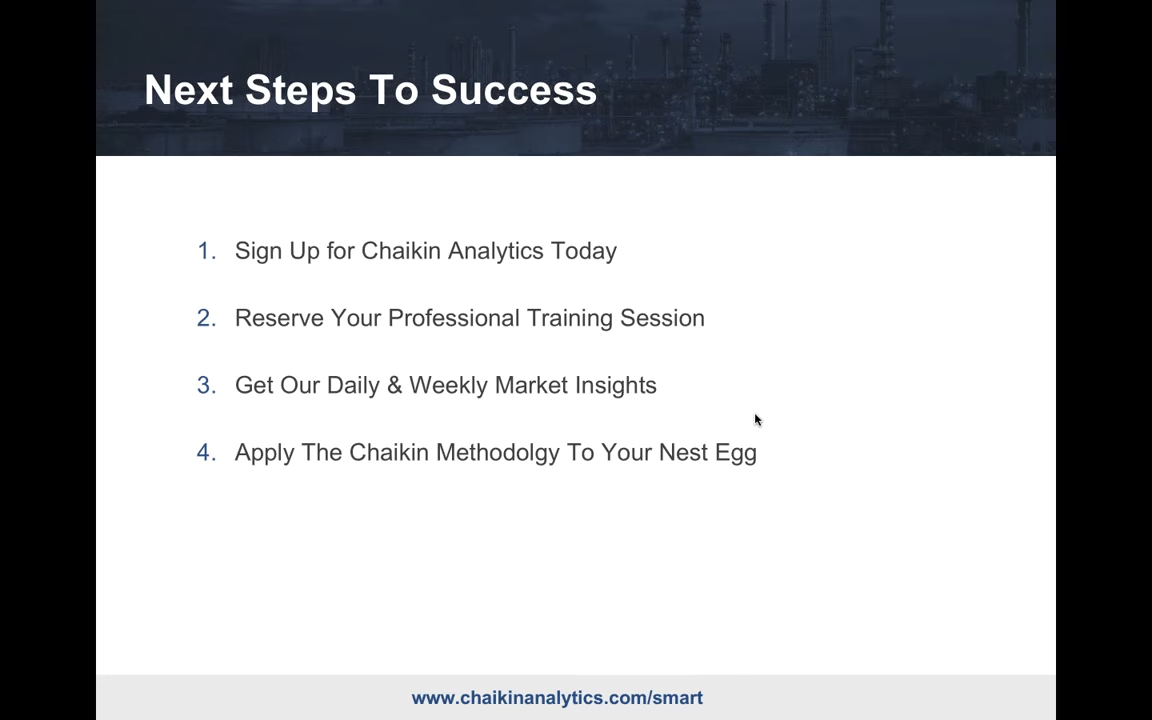 Next Steps To Success
1. Sign Up for Chaikin Analytics Today
2. Reserve Your Professional Training Session
3. Get Our Daily & Weekly Market Insights
4. Apply The Chaikin Methodolgy To Your Nest Egg
www.chaikinanalytics.com/smart